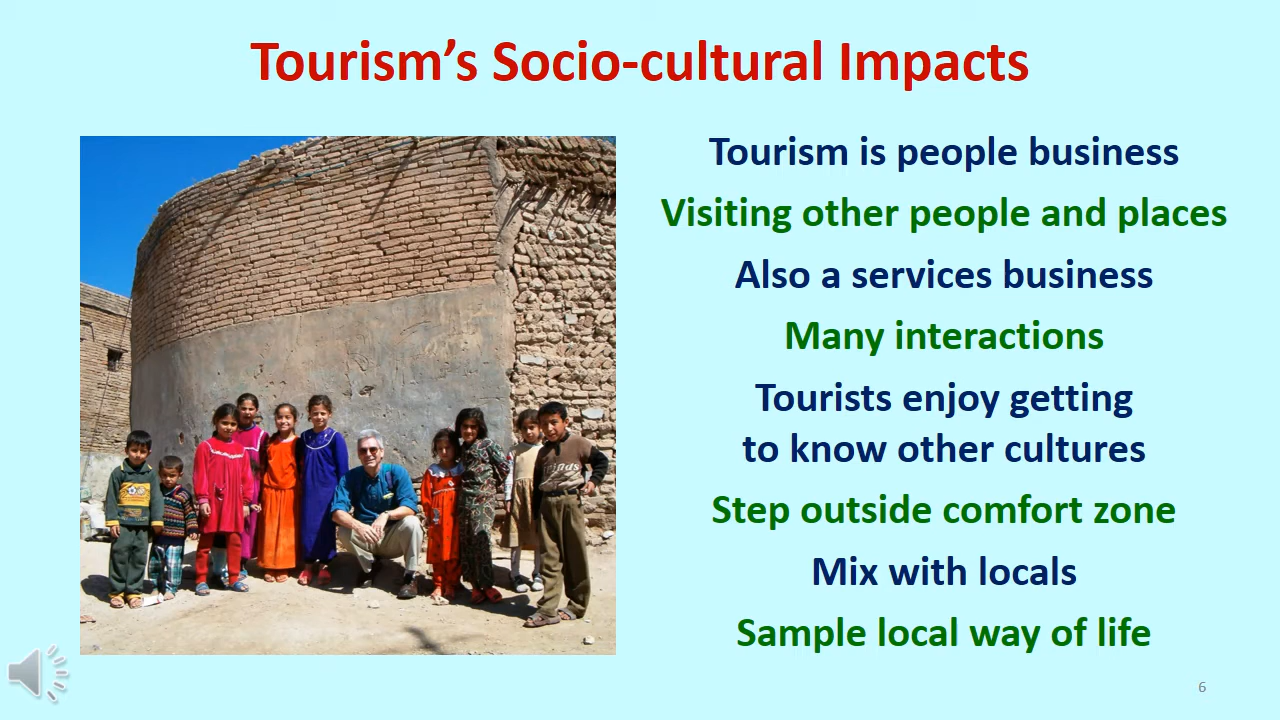 Tourism’s Socio-cultural Impacts
Tourism is people business
Visiting other people and places
Also a services business
Many interactions
Tourists enjoy getting
to know other cultures
Step outside comfort zone
Mix with locals
Sample local way of life
6